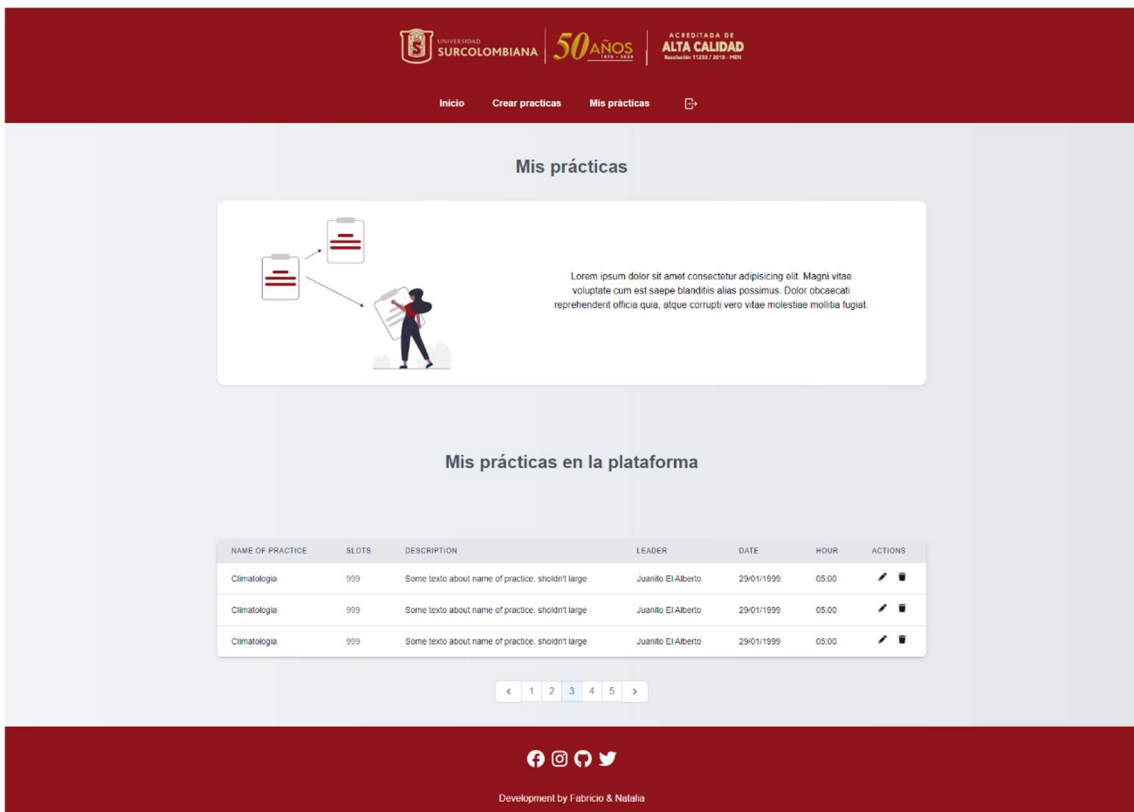 UNIVERSIDAD
SURCOLOMBIANA
50 AÑOS
1970 - 2020
ACREDITADA DE
ALTA CALIDAD
Resolución 11233 / 2018 - MEN
Inicio Crear practicas Mis prácticas
Mis prácticas
Lorem ipsum dolor sit amet consectetur adipisicing elit. Magni vitae
voluptate cum est saepe blanditiis alias possimus. Dolor obcaecati
reprehenderit officia quia, atque corrupti vero vitae molestiae mollitia fugiat.
Mis prácticas en la plataforma
NAME OF PRACTICE SLOTS DESCRIPTION LEADER DATE HOUR ACTIONS
Climatologia 999 Some texto about name of practice, sholdn't large Juanito El Alberto 29/01/1999 05:00
Climatologia 999 Some texto about name of practice, sholdn't large Juanito El Alberto 29/01/1999 05:00
Climatologia 999 Some texto about name of practice, sholdn't large Juanito El Alberto 29/01/1999 05:00
< 1 2 3 4 5 >
Development by Fabricio & Natalia